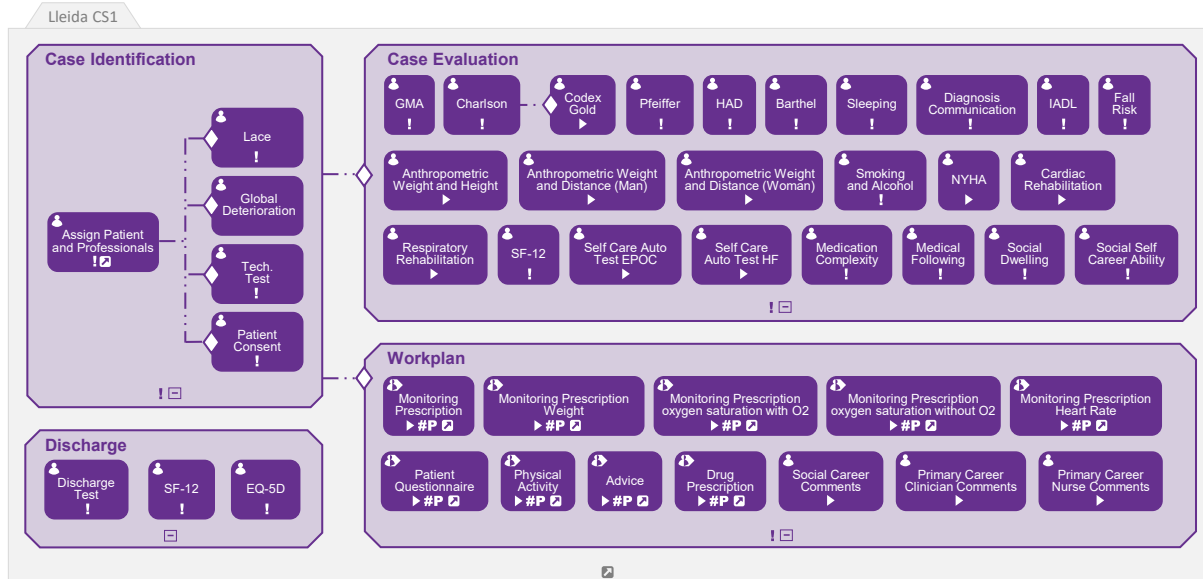 Lleida CS1
Case Identification
Lace
!
Global
Deterioration
Assign Patient
and Professionals
!
Tech.
Test
!
Patient
Consent
!
!
Case Evaluation
GMA
!
Charlson
!
Codex
Gold
Pfeiffer
!
HAD
!
Barthel
!
Sleeping
!
Diagnosis
Communication
!
IADL
!
Fall
Risk
!
Anthropometric
Weight and Height
Anthropometric Weight
and Distance (Man)
Anthropometric Weight
and Distance (Woman)
Smoking
and Alcohol
!
NYHA
Cardiac
Rehabilitation
Respiratory
Rehabilitation
SF-12
!
Self Care Auto
Test EPOC
Self Care
Auto Test HF
Medication
Complexity
!
Medical
Following
!
Social
Dwelling
!
Social Self
Career Ability
!
!
Workplan
Monitoring
Prescription
#P
Monitoring Prescription
Weight
#P
Monitoring Prescription
oxygen saturation with O2
#P
Monitoring Prescription
oxygen saturation without O2
#P
Monitoring Prescription
Heart Rate
#P
Patient
Questionnaire
#P
Physical
Activity
#P
Advice
#P
Drug
Prescription
#P
Social Career
Comments
Primary Career
Clinician Comments
Primary Career
Nurse Comments
!
Discharge
Discharge
Test
!
SF-12
!
EQ-5D
!